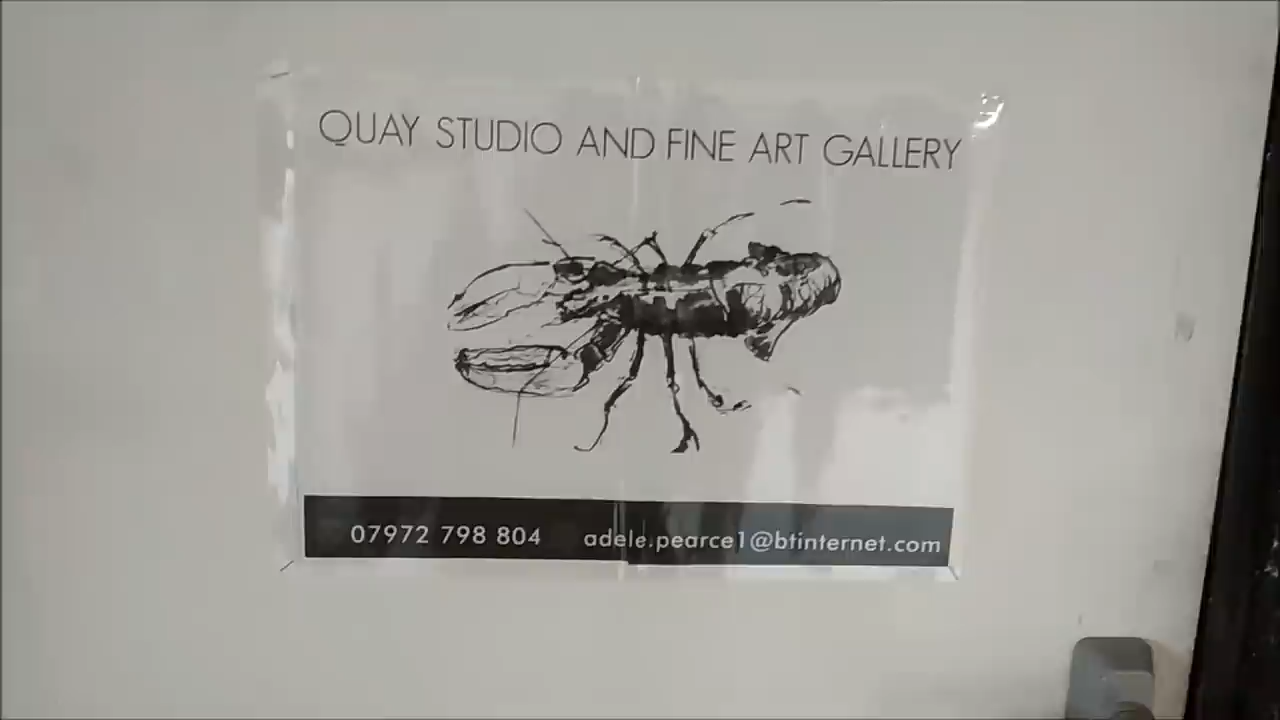 QUAY STUDIO AND FINE ART GALLERY
07972 798 804 adele.pearce1@btinternet.com